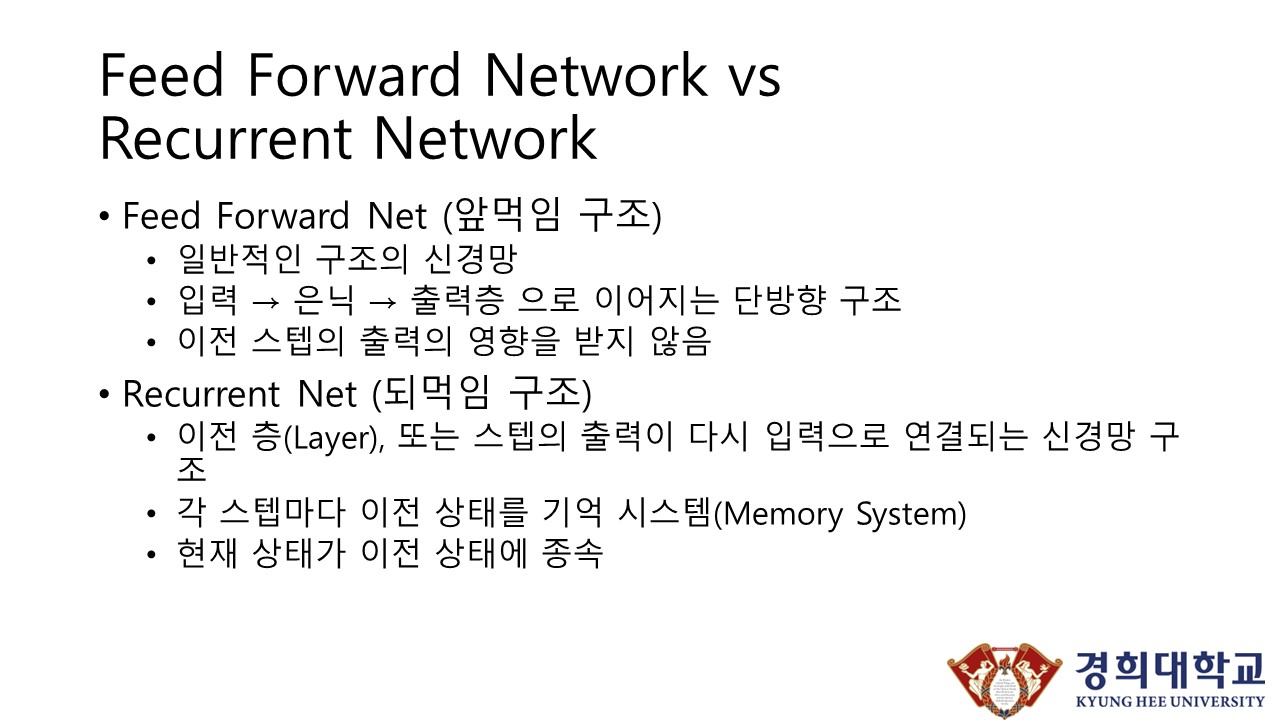 Feed Forward Network vs
Recurrent Network
• Feed Forward Net (앞먹임 구조)
• 일반적인 구조의 신경망
• 입력 → 은닉 → 출력층 으로 이어지는 단방향 구조
• 이전 스텝의 출력의 영향을 받지 않음
• Recurrent Net (되먹임 구조)
• 이전 층(Layer), 또는 스텝의 출력이 다시 입력으로 연결되는 신경망 구
조
• 각 스텝마다 이전 상태를 기억 시스템(Memory System)
• 현재 상태가 이전 상태에 종속
경희대학교
KYUNG HEE UNIVERSITY